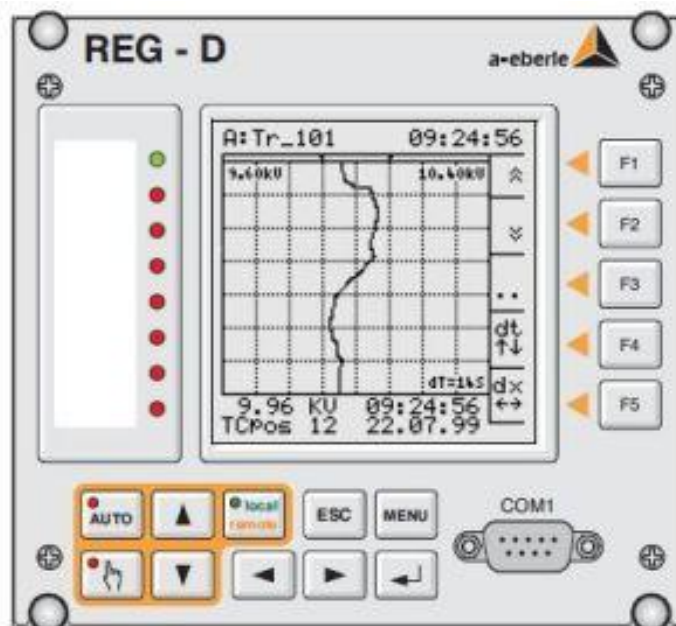 REG - D
a-eberle
A:Tr_101 09:24:56
9.60kV 10.40kV
dt
dT=14S
dx
9.96 KV 09:24:56
TCPos 12 22.07.99
F1
F2
F3
F4
F5
AUTO
local
remote
ESC
MENU
COM1